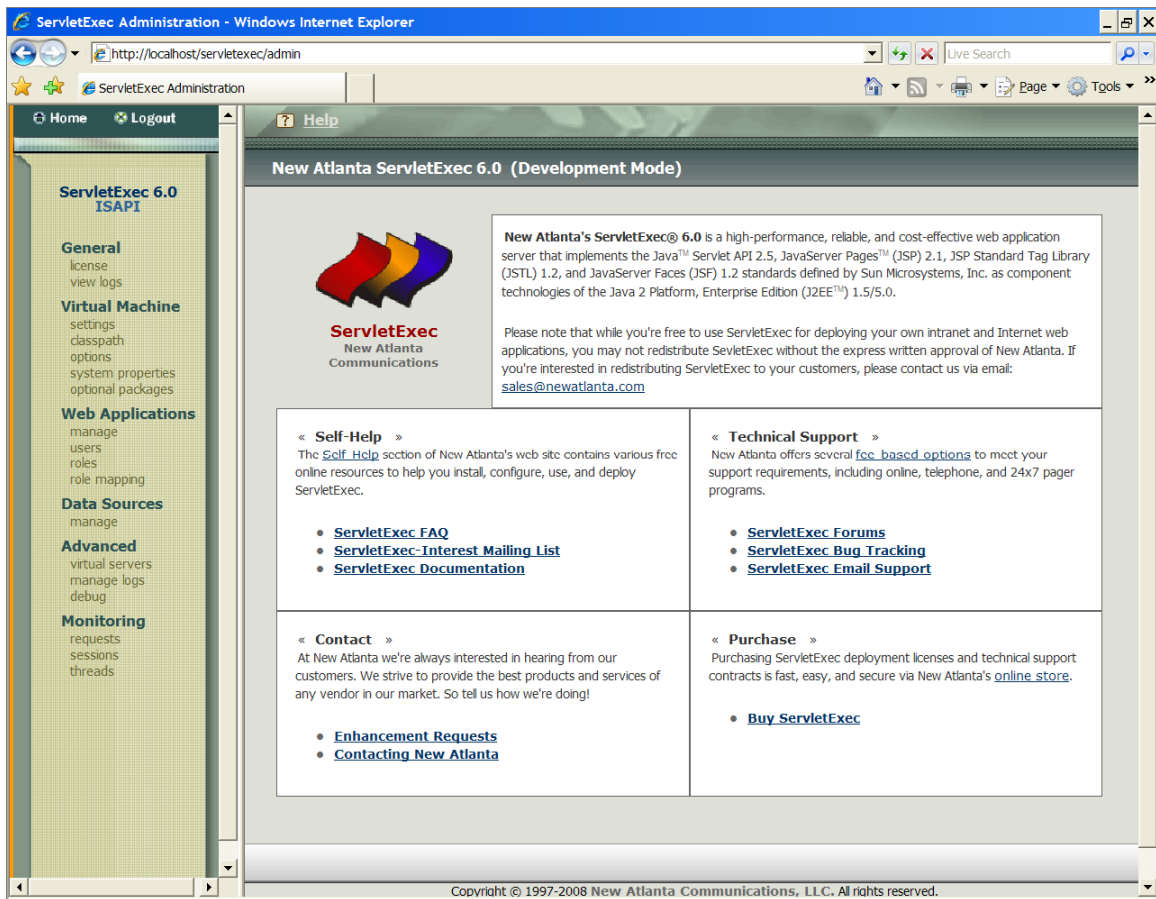 ServletExec Administration - Windows Internet Explorer
http://localhost/servletexec/admin
Live Search
ServletExec Administration
Page
Tools
Home
Logout
ServletExec 6.0
ISAPI
General
license
view logs
Virtual Machine
settings
classpath
options
system properties
optional packages
Web Applications
manage
users
roles
role mapping
Data Sources
manage
Advanced
virtual servers
manage logs
debug
Monitoring
requests
sessions
threads
? Help
New Atlanta ServletExec 6.0 (Development Mode)
ServletExec
New Atlanta
Communications
New Atlanta's ServletExec® 6.0 is a high-performance, reliable, and cost-effective web application
server that implements the Java™ Servlet API 2.5, JavaServer Pages™ (JSP) 2.1, JSP Standard Tag Library
(JSTL) 1.2, and JavaServer Faces (JSF) 1.2 standards defined by Sun Microsystems, Inc. as component
technologies of the Java 2 Platform, Enterprise Edition (J2EE™) 1.5/5.0.
Please note that while you're free to use ServletExec for deploying your own intranet and Internet web
applications, you may not redistribute SevletExec without the express written approval of New Atlanta. If
you're interested in redistributing ServletExec to your customers, please contact us via email:
sales@newatlanta.com
« Self-Help »
The Self Help section of New Atlanta's web site contains various free
online resources to help you install, configure, use, and deploy
ServletExec.
• ServletExec FAQ
• ServletExec-Interest Mailing List
• ServletExec Documentation
« Technical Support »
New Atlanta offers several fee based options to meet your
support requirements, including online, telephone, and 24x7 pager
programs.
• ServletExec Forums
• ServletExec Bug Tracking
• ServletExec Email Support
« Contact »
At New Atlanta we're always interested in hearing from our
customers. We strive to provide the best products and services of
any vendor in our market. So tell us how we're doing!
• Enhancement Requests
• Contacting New Atlanta
« Purchase »
Purchasing ServletExec deployment licenses and technical support
contracts is fast, easy, and secure via New Atlanta's online store.
• Buy ServletExec
Copyright © 1997-2008 New Atlanta Communications, LLC. All rights reserved.